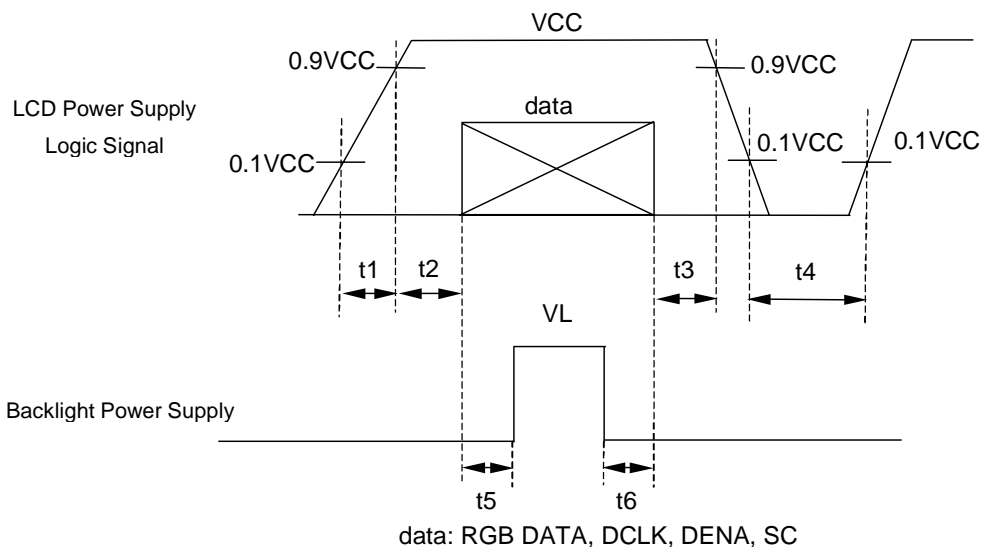 VCC
0.9VCC
0.9VCC
LCD Power Supply
Logic Signal
data
0.1VCC
0.1VCC
0.1VCC
t1
t2
t3
t4
VL
Backlight Power Supply
t5
t6
data: RGB DATA, DCLK, DENA, SC